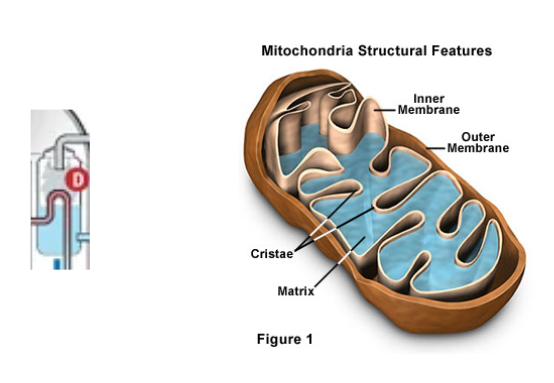 Mitochondria Structural Features
Inner
Membrane
Outer
Membrane
D
Cristae
Matrix
Figure 1